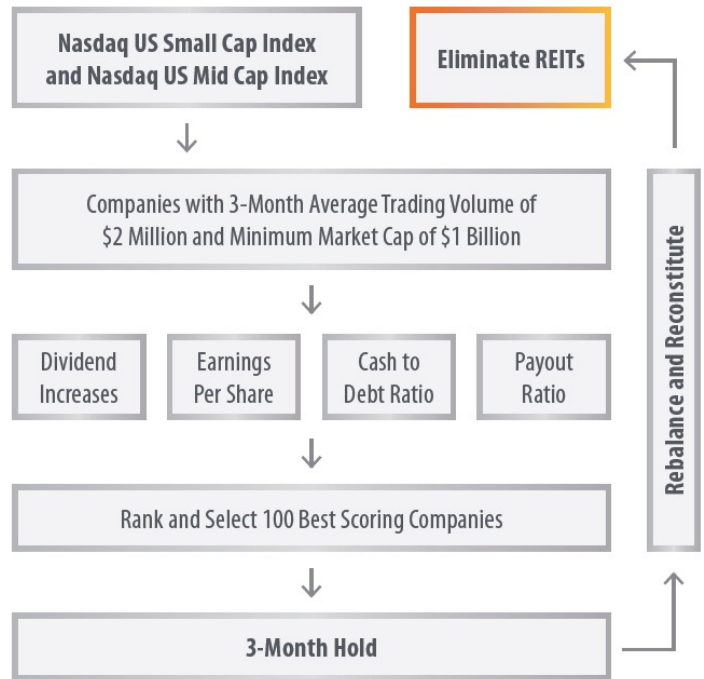 Nasdaq US Small Cap Index
and Nasdaq US Mid Cap Index
Eliminate REITs
Companies with 3-Month Average Trading Volume of
$2 Million and Minimum Market Cap of $1 Billion
Dividend
Increases
Earnings
Per Share
Cash to
Debt Ratio
Payout
Ratio
Rank and Select 100 Best Scoring Companies
3-Month Hold
Rebalance and Reconstitute